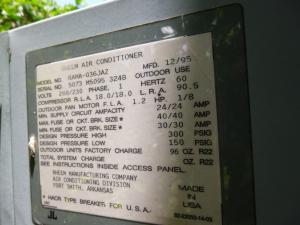 RHEEM AIR CONDITIONER
MFD. 12/95
MODEL NO. RAHA-036JAZ
OUTDOOR USE
SERIAL NO. 5075 M5095 3248
VOLTS 208/230 PHASE 1 HERTZ 60
COMPRESSOR R.L.A. 18.0/18.0 L.R.A. 90.5
OUTDOOR FAN MOTOR F.L.A. 1.2 HP. 1/8
MIN. SUPPLY CIRCUIT AMPACITY 24/24 AMP
MAX. FUSE OR CKT. BRK SIZE* 40/40 AMP
MIN. FUSE OR CKT. BRK SIZE* 30/30 AMP
DESIGN PRESSURE HIGH 300 PSIG
DESIGN PRESSURE LOW 150 PSIG
OUTDOOR UNITS FACTORY CHARGE 96 OZ. R22
TOTAL SYSTEM CHARGE OZ. R22
SEE INSTRUCTIONS INSIDE ACCESS PANEL.
RHEEM MANUFACTURING COMPANY
AIR CONDITIONING DIVISION
FORT SMITH, ARKANSAS
MADE IN USA
* HACR TYPE BREAKER FOR U.S.A.